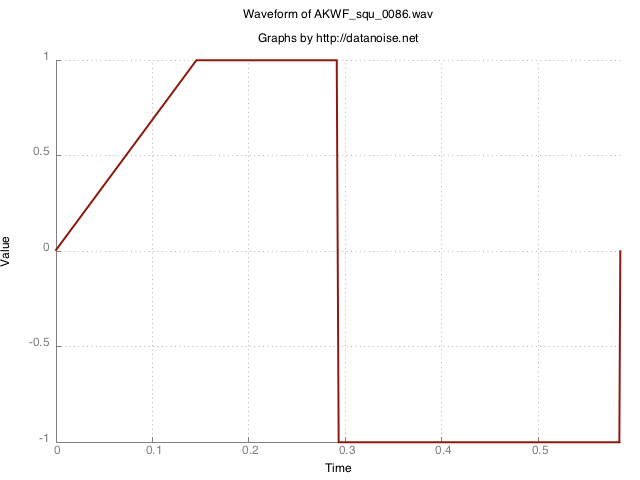 Waveform of AKWF_squ_0086.wav
Graphs by http://datanoise.net
1
0.5
0
-0.5
-1
Value
0 0.1 0.2 0.3 0.4 0.5
Time